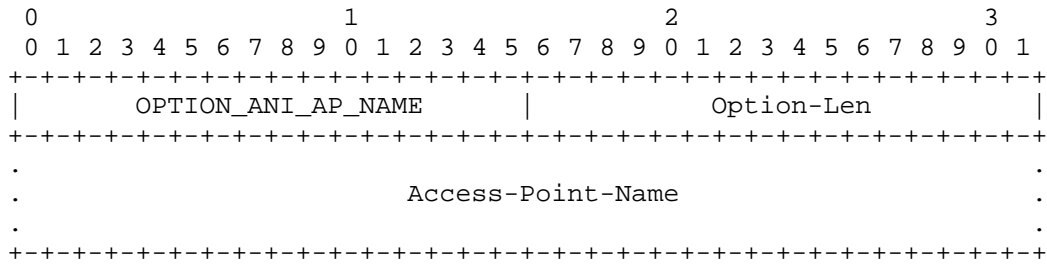 0                   1                   2                   3
 0 1 2 3 4 5 6 7 8 9 0 1 2 3 4 5 6 7 8 9 0 1 2 3 4 5 6 7 8 9 0 1
+-+-+-+-+-+-+-+-+-+-+-+-+-+-+-+-+-+-+-+-+-+-+-+-+-+-+-+-+-+-+-+-+
|       OPTION_ANI_AP_NAME      |           Option-Len          |
+-+-+-+-+-+-+-+-+-+-+-+-+-+-+-+-+-+-+-+-+-+-+-+-+-+-+-+-+-+-+-+-+
.                                                               .
.                        Access-Point-Name                      .
.                                                               .
+-+-+-+-+-+-+-+-+-+-+-+-+-+-+-+-+-+-+-+-+-+-+-+-+-+-+-+-+-+-+-+-+